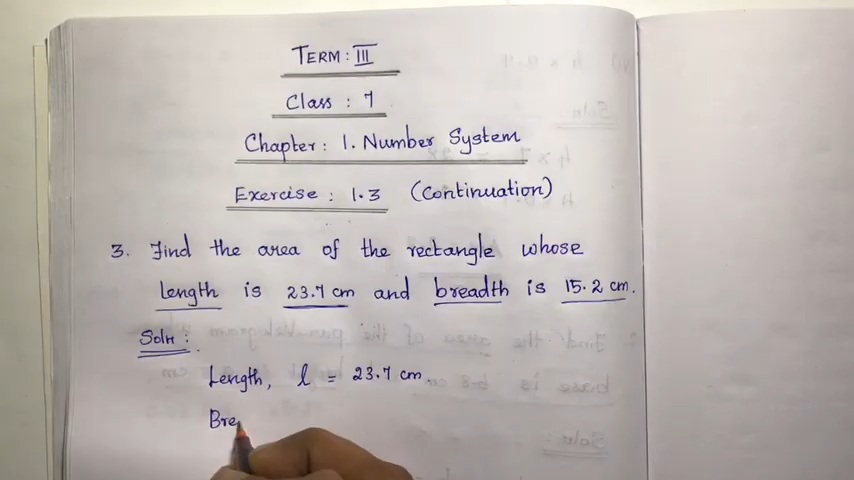 TERM : III
Class : 7
Chapter : 1. Number System
Exercise : 1.3 (Continuation)
3. Find the area of the rectangle whose
length is 23.7 cm and breadth is 15.2 cm.
Soln :
Length, l = 23.7 cm
Bre